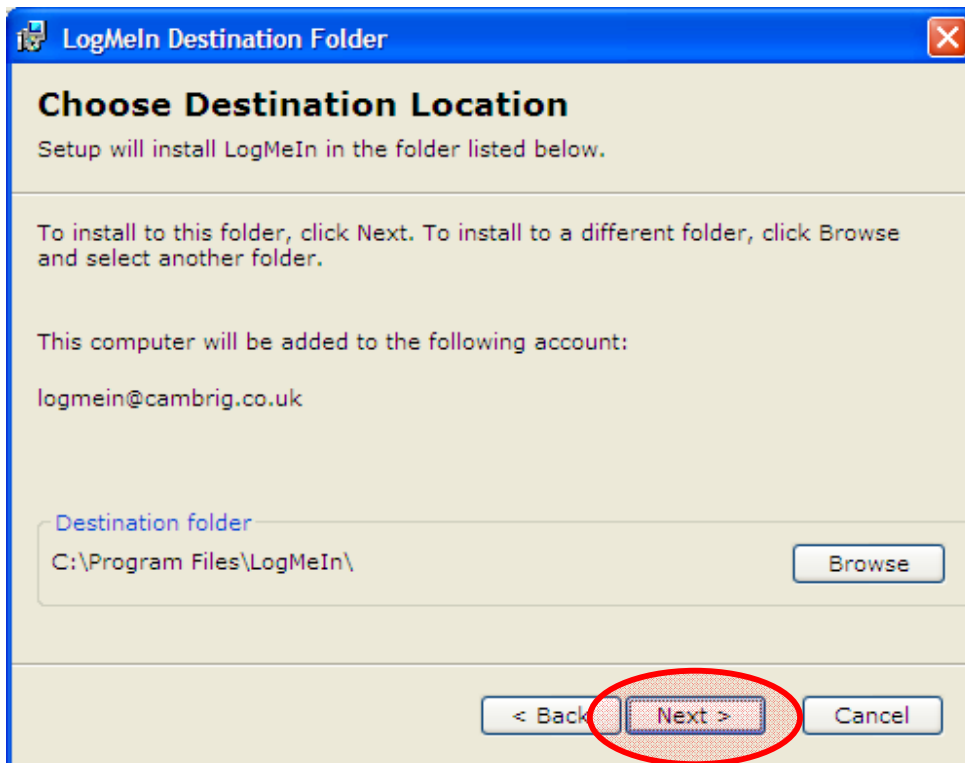 LogMeIn Destination Folder
Choose Destination Location
Setup will install LogMeIn in the folder listed below.
To install to this folder, click Next. To install to a different folder, click Browse
and select another folder.
This computer will be added to the following account:
logmein@cambrig.co.uk
Destination folder
C:\Program Files\LogMeIn\
Browse
< Back Next > Cancel